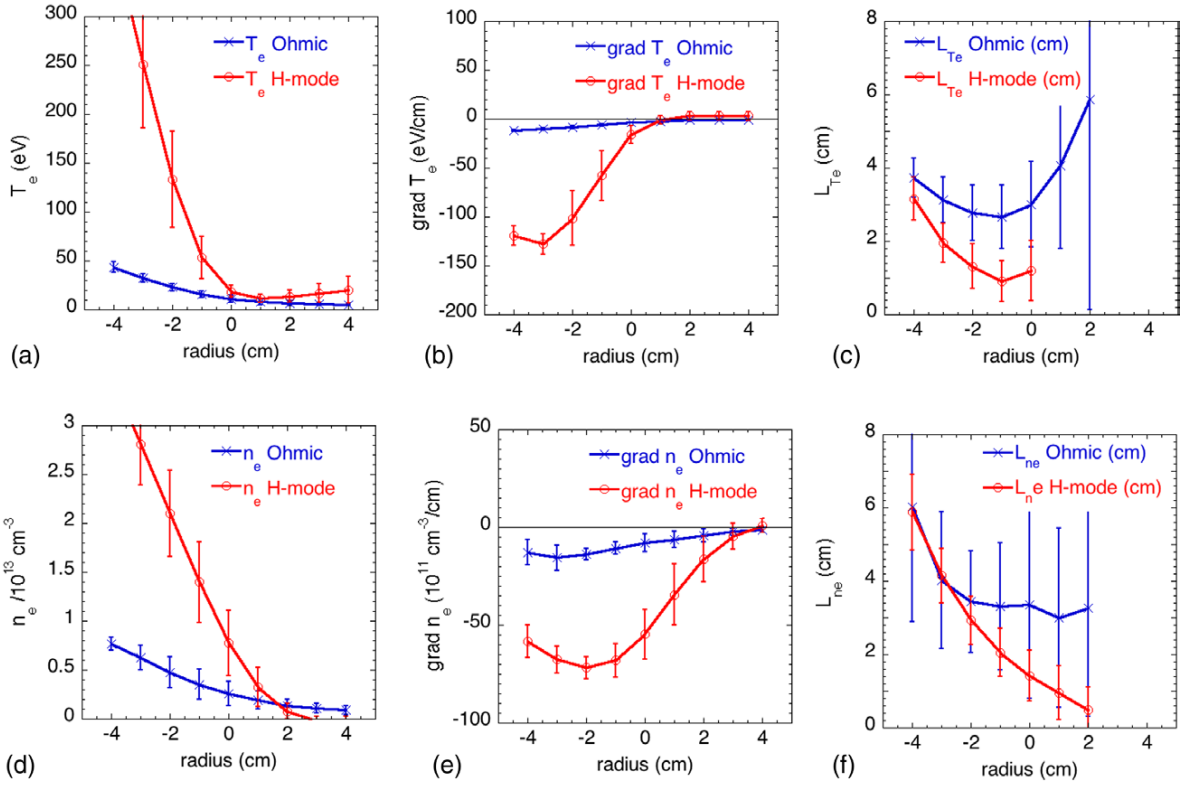 300
250
200
150
100
50
0
T_e (eV)
T_e Ohmic
T_e H-mode
-4 -2 0 2 4
radius (cm)
(a)
100
50
0
-50
-100
-150
-200
grad T_e (eV/cm)
grad T_e Ohmic
grad T_e H-mode
-4 -2 0 2 4
radius (cm)
(b)
8
6
4
2
0
L_Te (cm)
L_Te Ohmic (cm)
L_Te H-mode (cm)
-4 -2 0 2 4
radius (cm)
(c)
3
2.5
2
1.5
1
0.5
0
n_e /10^13 cm-3
n_e Ohmic
n_e H-mode
-4 -2 0 2 4
radius (cm)
(d)
50
0
-50
-100
grad n_e (10^11 cm^-3/cm)
grad n_e Ohmic
grad n_e H-mode
-4 -2 0 2 4
radius (cm)
(e)
8
6
4
2
0
L_ne (cm)
L_ne Ohmic (cm)
L_ne H-mode (cm)
-4 -2 0 2 4
radius (cm)
(f)